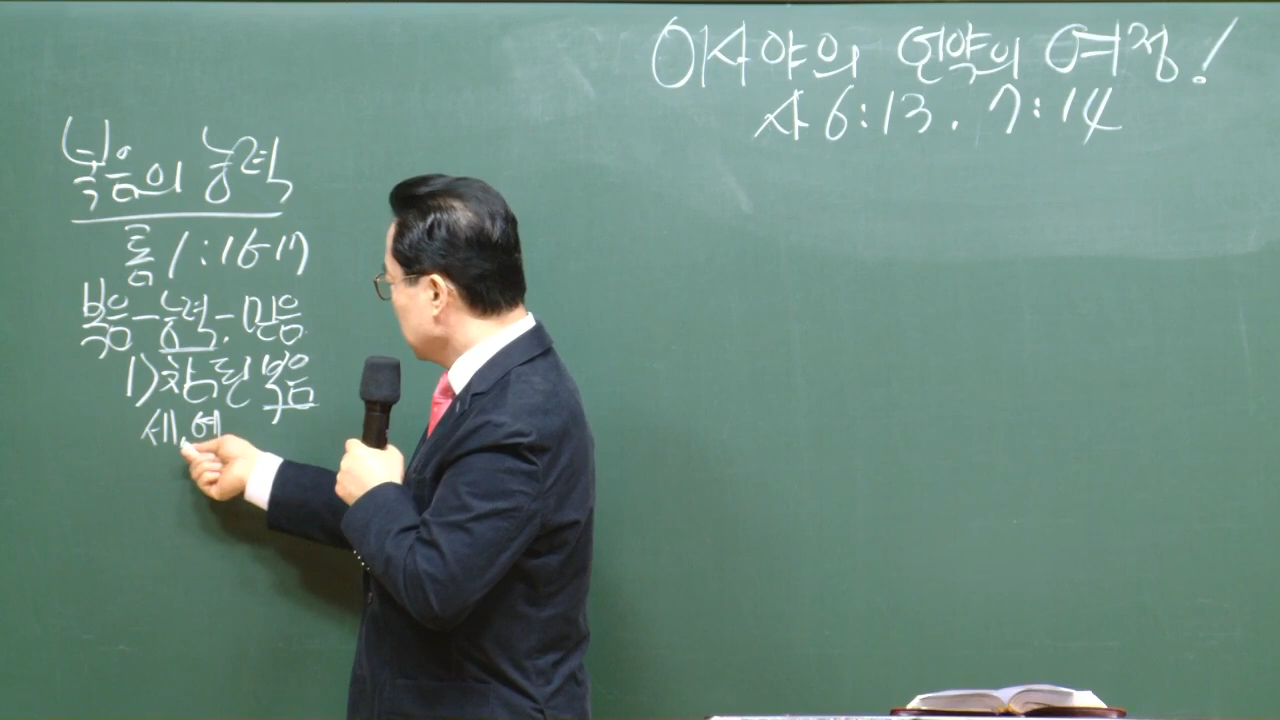 이사야의 언약의 여정!
사 6:13. 7:14
복음의 능력
롬 1:16-17
복음-능력-믿음
1) 참된 복음
세, 예